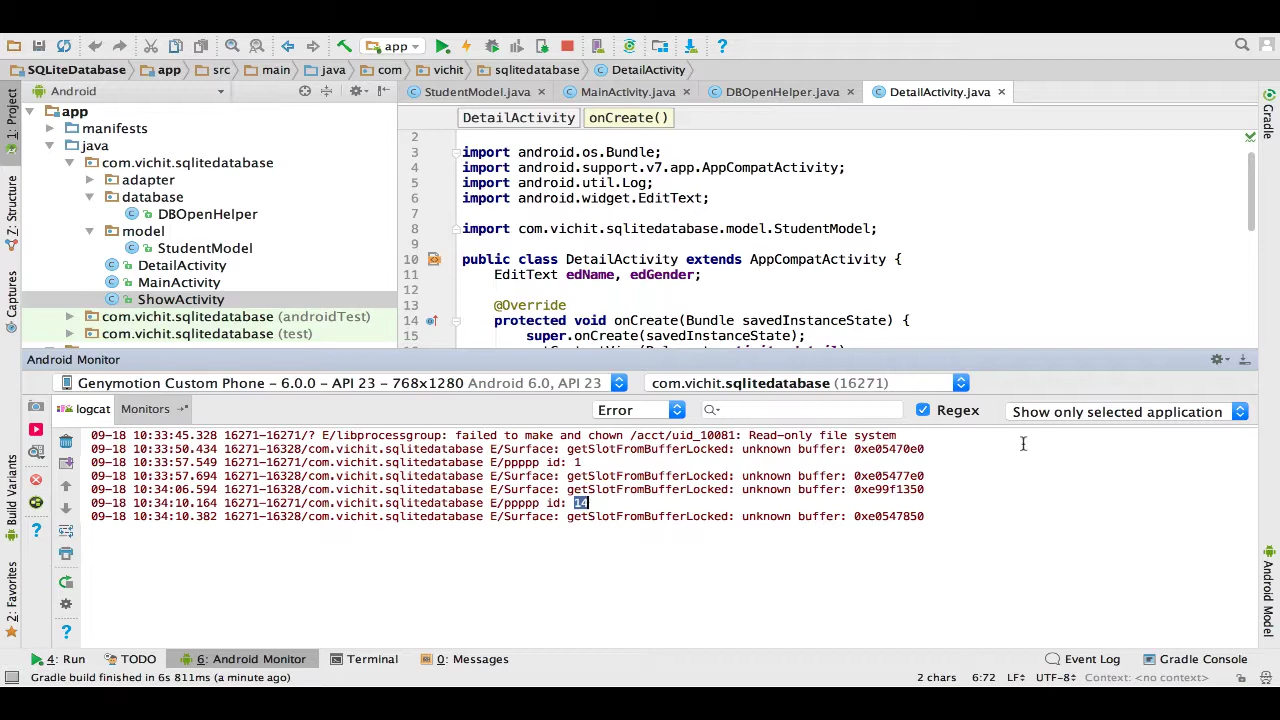 app
SQLiteDatabase app src main java com vichit sqlitedatabase DetailActivity
1: Project
Z: Structure
Captures
Build Variants
2: Favorites
Android
app
manifests
java
com.vichit.sqlitedatabase
adapter
database
DBOpenHelper
model
StudentModel
DetailActivity
MainActivity
ShowActivity
com.vichit.sqlitedatabase (androidTest)
com.vichit.sqlitedatabase (test)
StudentModel.java MainActivity.java DBOpenHelper.java DetailActivity.java
DetailActivity onCreate()
2
3 import android.os.Bundle;
4 import android.support.v7.app.AppCompatActivity;
5 import android.util.Log;
6 import android.widget.EditText;
7
8 import com.vichit.sqlitedatabase.model.StudentModel;
9
10 public class DetailActivity extends AppCompatActivity {
11 EditText edName, edGender;
12
13 @Override
14 protected void onCreate(Bundle savedInstanceState) {
15 super.onCreate(savedInstanceState);
Gradle
Android Model
Android Monitor
Genymotion Custom Phone - 6.0.0 - API 23 - 768x1280 Android 6.0, API 23 com.vichit.sqlitedatabase (16271)
logcat Monitors Error Regex Show only selected application
09-18 10:33:45.328 16271-16271/? E/libprocessgroup: failed to make and chown /acct/uid_10081: Read-only file system
09-18 10:33:50.434 16271-16328/com.vichit.sqlitedatabase E/Surface: getSlotFromBufferLocked: unknown buffer: 0xe05470e0
09-18 10:33:57.549 16271-16271/com.vichit.sqlitedatabase E/ppppp id: 1
09-18 10:33:57.694 16271-16328/com.vichit.sqlitedatabase E/Surface: getSlotFromBufferLocked: unknown buffer: 0xe05477e0
09-18 10:34:06.594 16271-16328/com.vichit.sqlitedatabase E/Surface: getSlotFromBufferLocked: unknown buffer: 0xe99f1350
09-18 10:34:10.164 16271-16271/com.vichit.sqlitedatabase E/ppppp id: 14
09-18 10:34:10.382 16271-16328/com.vichit.sqlitedatabase E/Surface: getSlotFromBufferLocked: unknown buffer: 0xe0547850
4: Run TODO 6: Android Monitor Terminal 0: Messages Event Log Gradle Console
Gradle build finished in 6s 811ms (a minute ago) 2 chars 6:72 LF÷ UTF-8÷ Context: <no context>